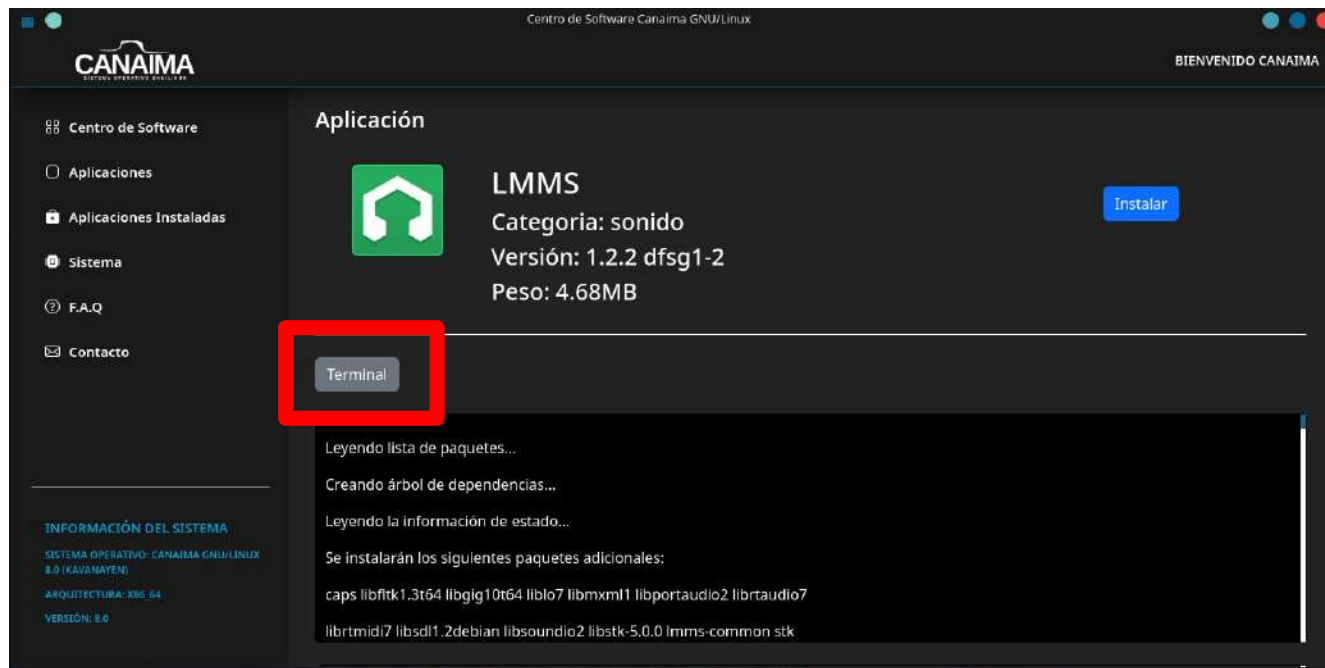 Centro de Software Canaima GNU/Linux
CANAIMA
BIENVENIDO CANAIMA
Centro de Software
Aplicaciones
Aplicaciones Instaladas
Sistema
F.A.Q
Contacto
INFORMACIÓN DEL SISTEMA
SISTEMA OPERATIVO: CANAIMA GNU/LINUX
8.0 (KAVANAYEN)
ARQUITECTURA: X86_64
VERSIÓN: 8.0
Aplicación
LMMS
Categoria: sonido
Versión: 1.2.2 dfsg1-2
Peso: 4.68MB
Instalar
Terminal
Leyendo lista de paquetes...
Creando árbol de dependencias...
Leyendo la información de estado...
Se instalarán los siguientes paquetes adicionales:
caps libfltk1.3t64 libgig10t64 liblo7 libmxml1 libportaudio2 librtaudio7
librtmidi7 libsdl1.2debian libsoundio2 libstk-5.0.0 lmms-common stk